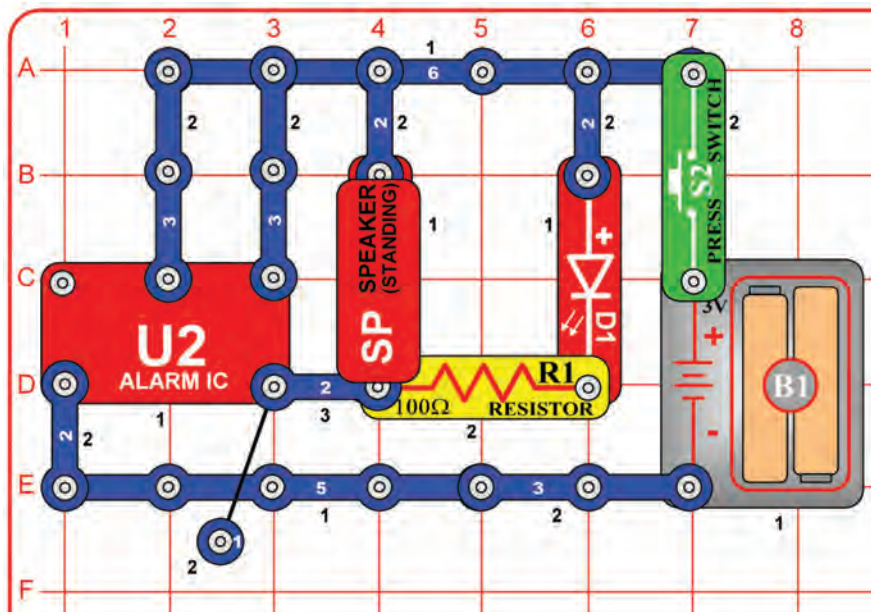 1 2 3 4 5 6 7 8
A
1
6
2 2 2 2 2 2 2
B
3 3
SPEAKER
(STANDING)
1
1
+
D1
S2
PRESS SWITCH
C
U2
ALARM IC
1
SP
3V
+
-
B1
D
2
3
R1
100Ω
RESISTOR
2
2 2
E
5
1
3
2
1
1
2
F